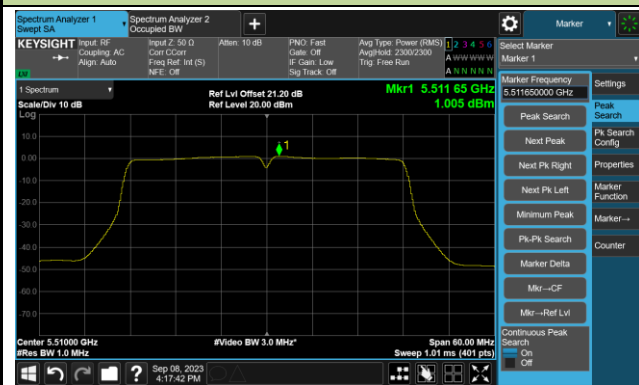 Spectrum Analyzer 1
Swept SA
Spectrum Analyzer 2
Occupied BW
+
Marker
KEYSIGHT
Input: RF
Coupling: AC
Align: Auto
Input Z: 50 Ω
Corr CCorr
Freq Ref: Int (S)
NFE: Off
Atten: 10 dB
PNO: Fast
Gate: Off
IF Gain: Low
Sig Track: Off
Avg Type: Power (RMS)
Avg|Hold: 2300/2300
Trig: Free Run
1 2 3 4 5 6
A W W W W W
A N N N N N
Select Marker
Marker 1
1 Spectrum
Scale/Div 10 dB
Log
Ref Lvl Offset 21.20 dB
Ref Level 20.00 dBm
Mkr1 5.511 65 GHz
1.005 dBm
Marker Frequency
5.511650000 GHz
Settings
Peak Search
Next Peak
Next Pk Right
Next Pk Left
Minimum Peak
Pk-Pk Search
Marker Delta
Mkr→CF
Mkr→Ref Lvl
Continuous Peak
Search
On
Off
Peak
Search
Pk Search
Config
Properties
Marker
Function
Marker→
Counter
1
10.0
0.00
-10.0
-20.0
-30.0
-40.0
-50.0
-60.0
-70.0
Center 5.51000 GHz
#Res BW 1.0 MHz
#Video BW 3.0 MHz*
Span 60.00 MHz
Sweep 1.01 ms (401 pts)
?
Sep 08, 2023
4:17:42 PM